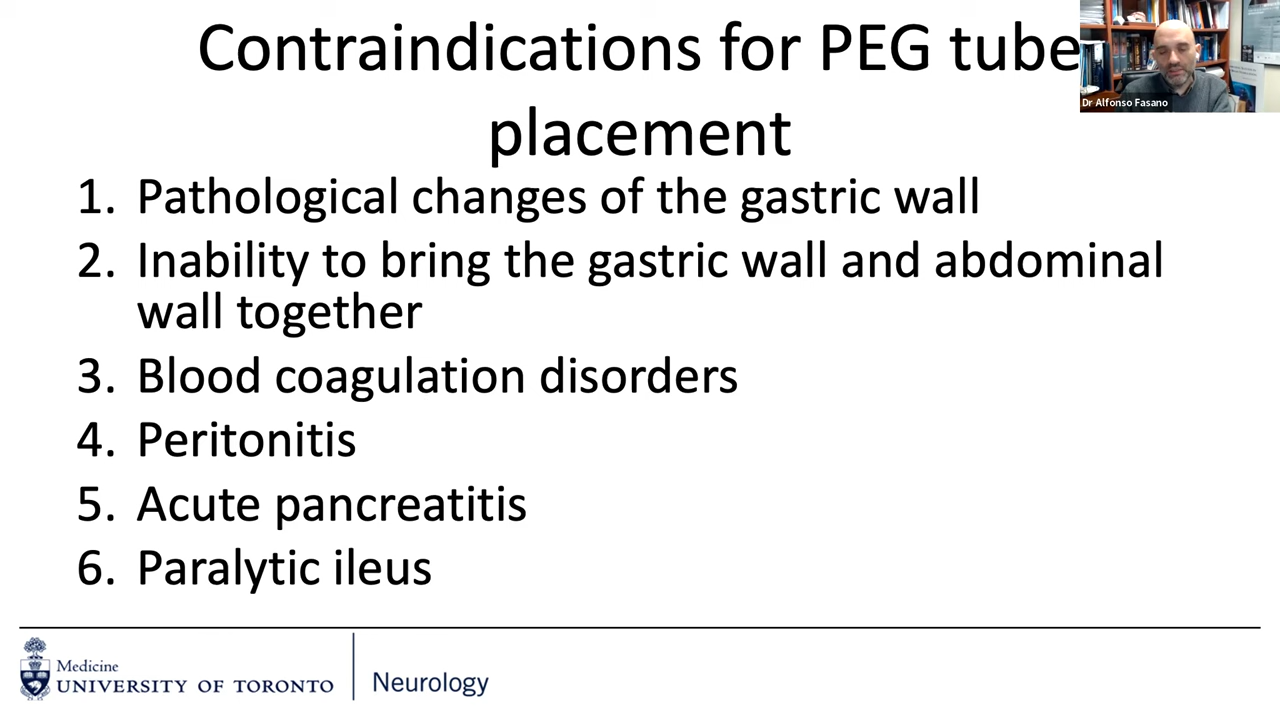 Contraindications for PEG tube
placement
Dr Alfonso Fasano
1. Pathological changes of the gastric wall
2. Inability to bring the gastric wall and abdominal
wall together
3. Blood coagulation disorders
4. Peritonitis
5. Acute pancreatitis
6. Paralytic ileus
Medicine
UNIVERSITY OF TORONTO
Neurology